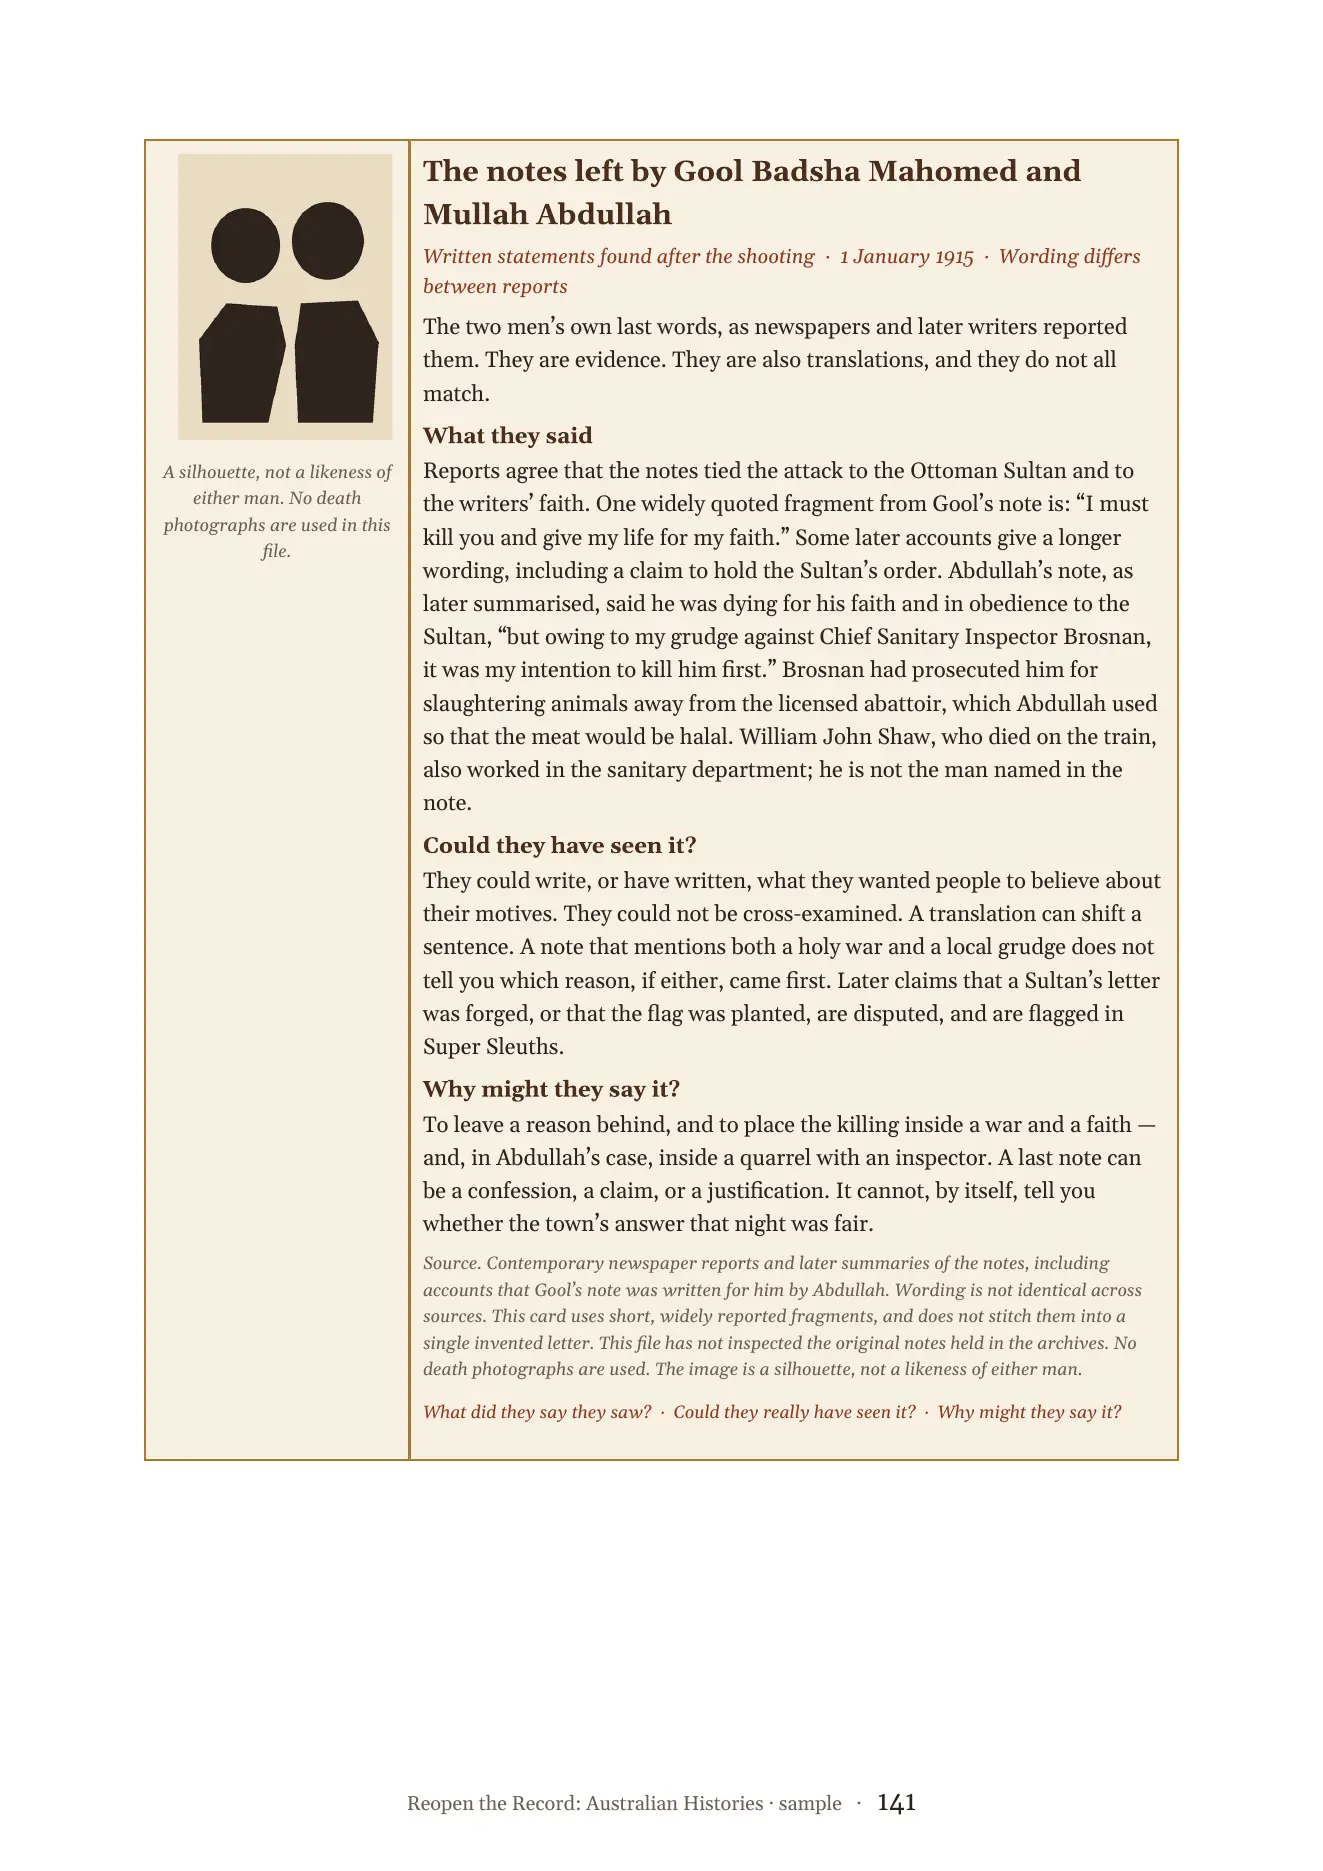 The notes left by Gool Badsha Mahomed and
Mullah Abdullah
Written statements found after the shooting · 1 January 1915 · Wording differs
between reports
The two men’s own last words, as newspapers and later writers reported
them. They are evidence. They are also translations, and they do not all
match.
What they said
Reports agree that the notes tied the attack to the Ottoman Sultan and to
the writers’ faith. One widely quoted fragment from Gool’s note is: “I must
kill you and give my life for my faith.” Some later accounts give a longer
wording, including a claim to hold the Sultan’s order. Abdullah’s note, as
later summarised, said he was dying for his faith and in obedience to the
Sultan, “but owing to my grudge against Chief Sanitary Inspector Brosnan,
it was my intention to kill him first.” Brosnan had prosecuted him for
slaughtering animals away from the licensed abattoir, which Abdullah used
so that the meat would be halal. William John Shaw, who died on the train,
also worked in the sanitary department; he is not the man named in the
note.
Could they have seen it?
They could write, or have written, what they wanted people to believe about
their motives. They could not be cross-examined. A translation can shift a
sentence. A note that mentions both a holy war and a local grudge does not
tell you which reason, if either, came first. Later claims that a Sultan’s letter
was forged, or that the flag was planted, are disputed, and are flagged in
Super Sleuths.
Why might they say it?
To leave a reason behind, and to place the killing inside a war and a faith —
and, in Abdullah’s case, inside a quarrel with an inspector. A last note can
be a confession, a claim, or a justification. It cannot, by itself, tell you
whether the town’s answer that night was fair.
Source. Contemporary newspaper reports and later summaries of the notes, including
accounts that Gool’s note was written for him by Abdullah. Wording is not identical across
sources. This card uses short, widely reported fragments, and does not stitch them into a
single invented letter. This file has not inspected the original notes held in the archives. No
death photographs are used. The image is a silhouette, not a likeness of either man.
What did they say they saw? · Could they really have seen it? · Why might they say it?
A silhouette, not a likeness of
either man. No death
photographs are used in this
file.
Reopen the Record: Australian Histories · sample · 141